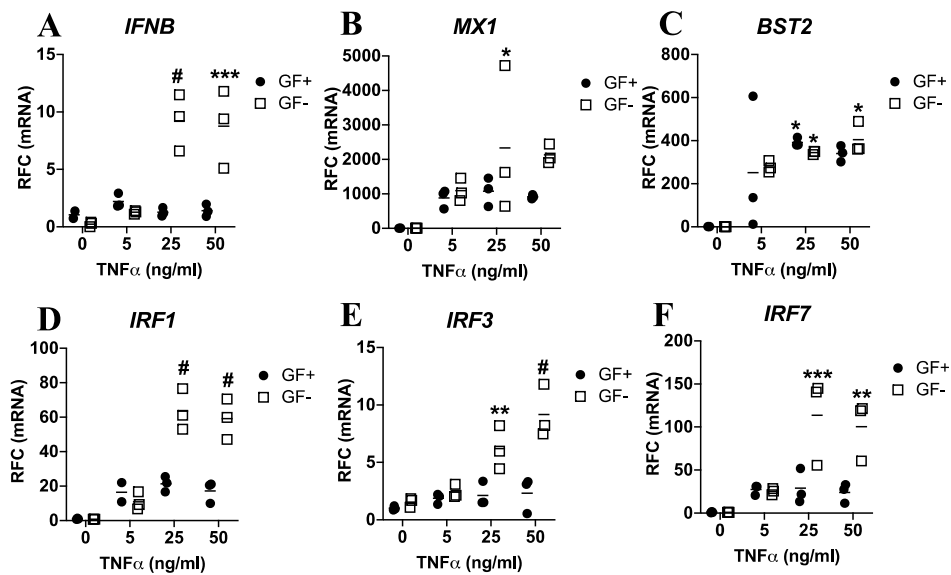 A IFNB
15
10
5
0
RFC (mRNA)
# ***
GF+
GF-
0 5 25 50
TNFα (ng/ml)
B MX1
5000
4000
3000
2000
1000
0
RFC (mRNA)
*
GF+
GF-
0 5 25 50
TNFα (ng/ml)
C BST2
800
600
400
200
0
RFC (mRNA)
* * *
GF+
GF-
0 5 25 50
TNFα (ng/ml)
D IRF1
100
80
60
40
20
0
RFC (mRNA)
# #
GF+
GF-
0 5 25 50
TNFα (ng/ml)
E IRF3
15
10
5
0
RFC (mRNA)
** #
GF+
GF-
0 5 25 50
TNFα (ng/ml)
F IRF7
200
150
100
50
0
RFC (mRNA)
*** **
GF+
GF-
0 5 25 50
TNFα (ng/ml)